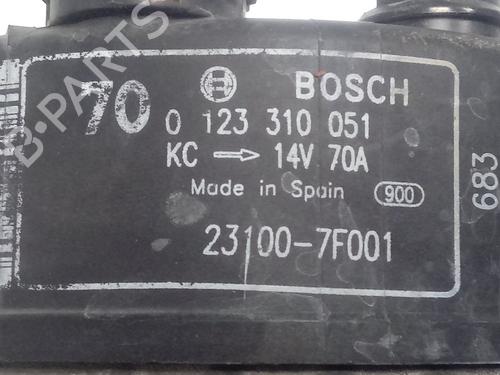 70 BOSCH
0 123 310 051
KC → 14V 70A
Made in Spain 900
23100-7F001
683
B-PARTS